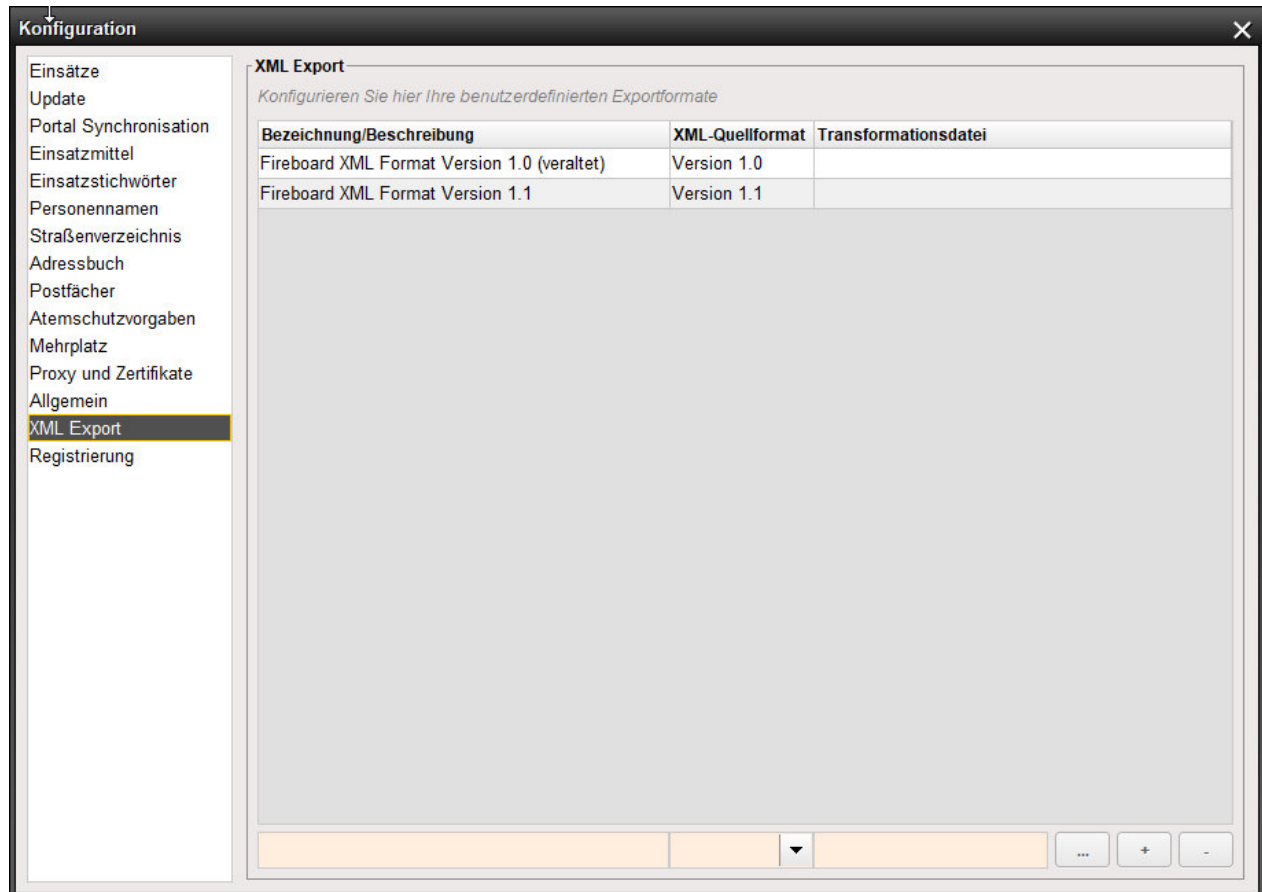 Konfiguration
Einsätze
Update
Portal Synchronisation
Einsatzmittel
Einsatzstichwörter
Personennamen
Straßenverzeichnis
Adressbuch
Postfächer
Atemschutzvorgaben
Mehrplatz
Proxy und Zertifikate
Allgemein
XML Export
Registrierung
XML Export
Konfigurieren Sie hier Ihre benutzerdefinierten Exportformate
Bezeichnung/Beschreibung XML-Quellformat Transformationsdatei
Fireboard XML Format Version 1.0 (veraltet) Version 1.0
Fireboard XML Format Version 1.1 Version 1.1
... + -